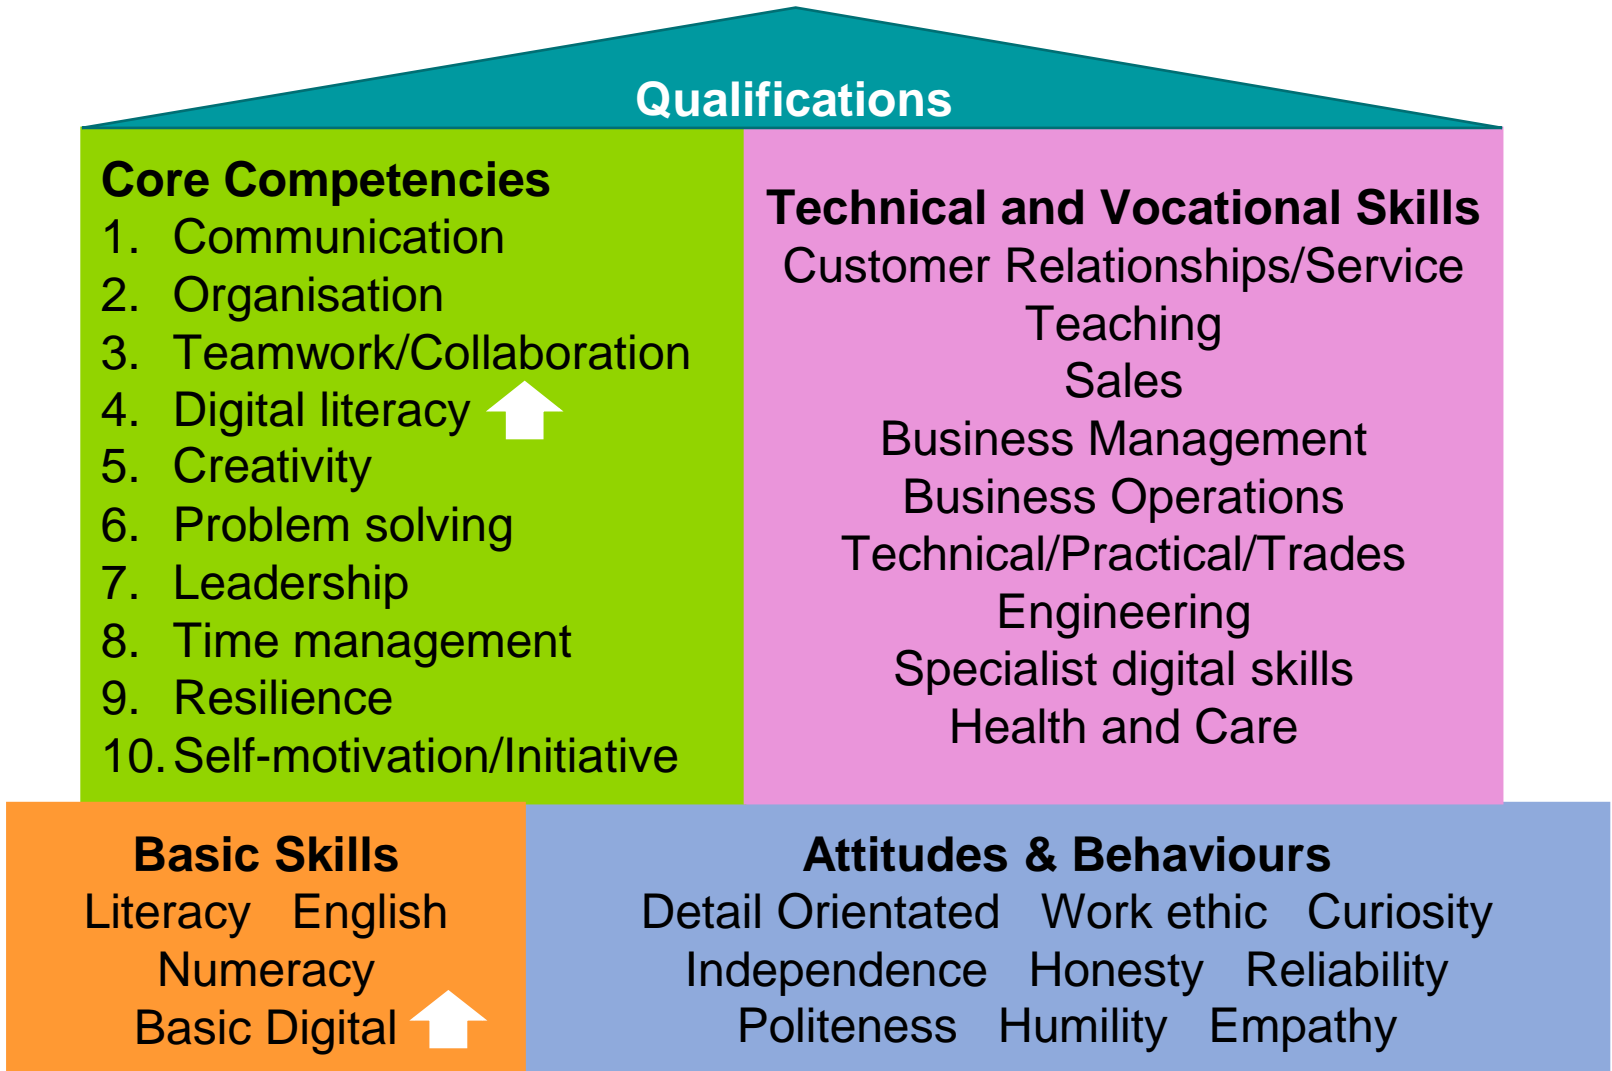 Qualifications
Core Competencies
1. Communication
2. Organisation
3. Teamwork/Collaboration
4. Digital literacy
5. Creativity
6. Problem solving
7. Leadership
8. Time management
9. Resilience
10. Self-motivation/Initiative
Technical and Vocational Skills
Customer Relationships/Service
Teaching
Sales
Business Management
Business Operations
Technical/Practical/Trades
Engineering
Specialist digital skills
Health and Care
Basic Skills
Literacy English
Numeracy
Basic Digital
Attitudes & Behaviours
Detail Orientated Work ethic Curiosity
Independence Honesty Reliability
Politeness Humility Empathy